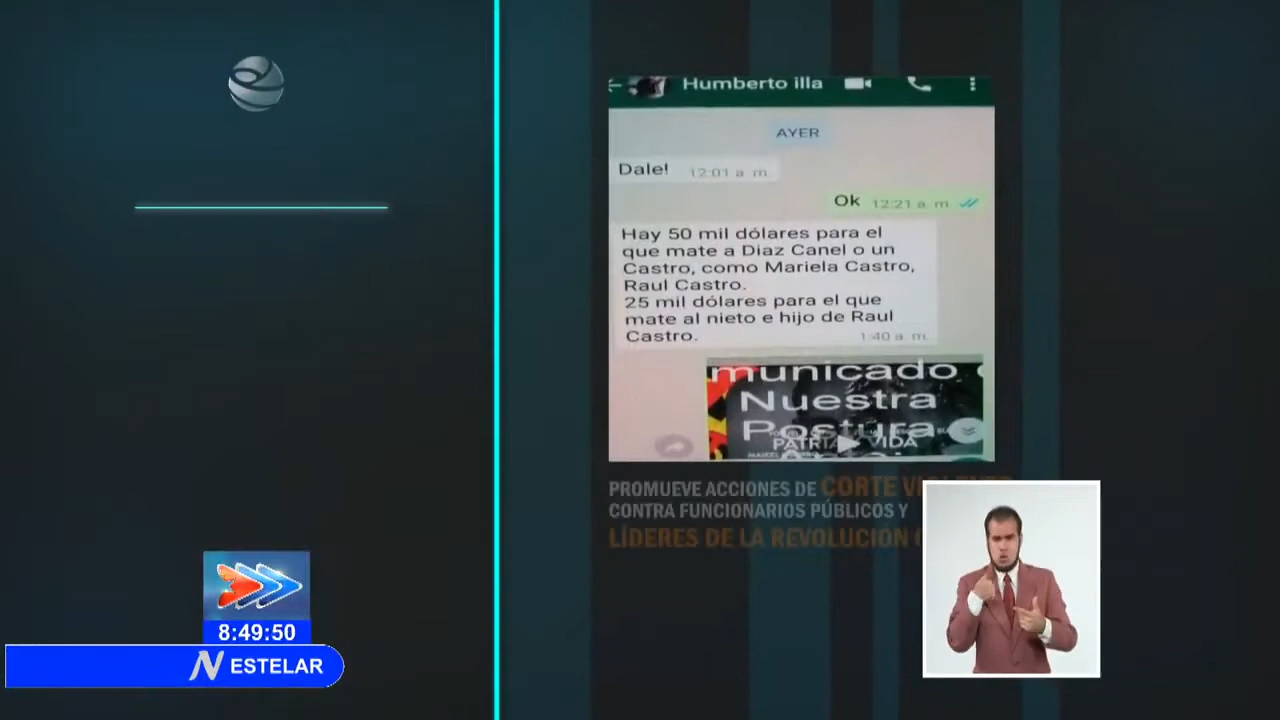 Humberto illa
AYER
Dale! 12:01 a. m.
Ok 12:21 a. m.
Hay 50 mil dólares para el
que mate a Diaz Canel o un
Castro, como Mariela Castro,
Raul Castro.
25 mil dólares para el que
mate al nieto e hijo de Raul
Castro.
1:40 a. m.
municado
Nuestra
Postura
PATRIA VIDA
PROMUEVE ACCIONES DE CORTE
CONTRA FUNCIONARIOS PÚBLICOS Y
LÍDERES DE LA REVOLUCION
8:49:50
N ESTELAR